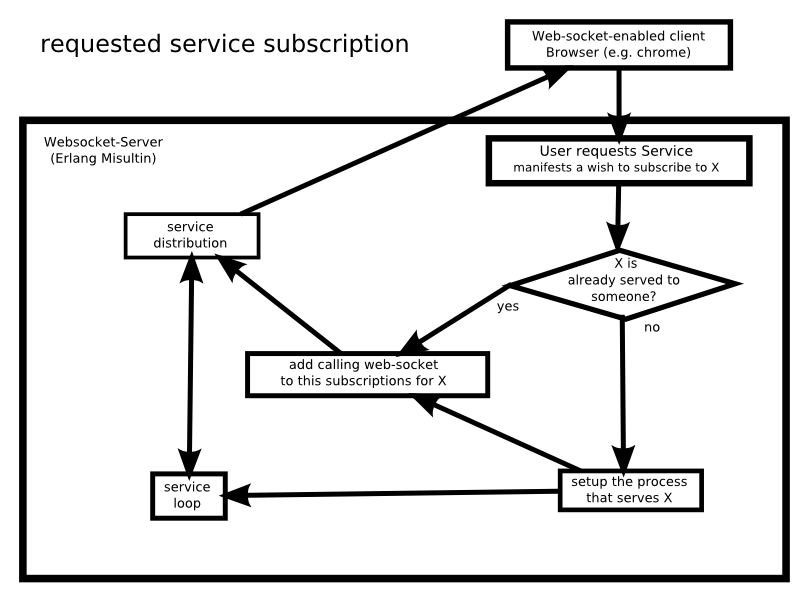 requested service subscription
Web-socket-enabled client
Browser (e.g. chrome)
Websocket-Server
(Erlang Misultin)
User requests Service
manifests a wish to subscribe to X
service
distribution
X is
already served to
someone?
yes
no
add calling web-socket
to this subscriptions for X
service
loop
setup the process
that serves X